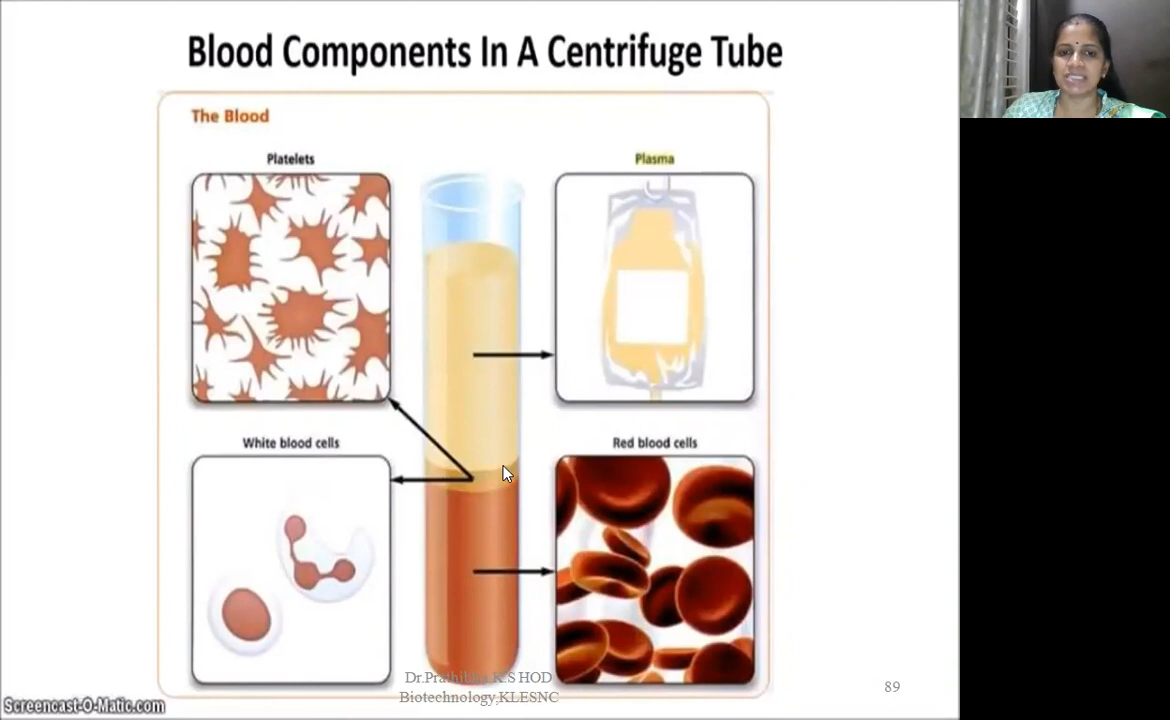 Blood Components In A Centrifuge Tube
The Blood
Platelets
Plasma
White blood cells
Red blood cells
Dr.Prathibha K S HOD
Biotechnology,KLESNC
89
Screencast-O-Matic.com